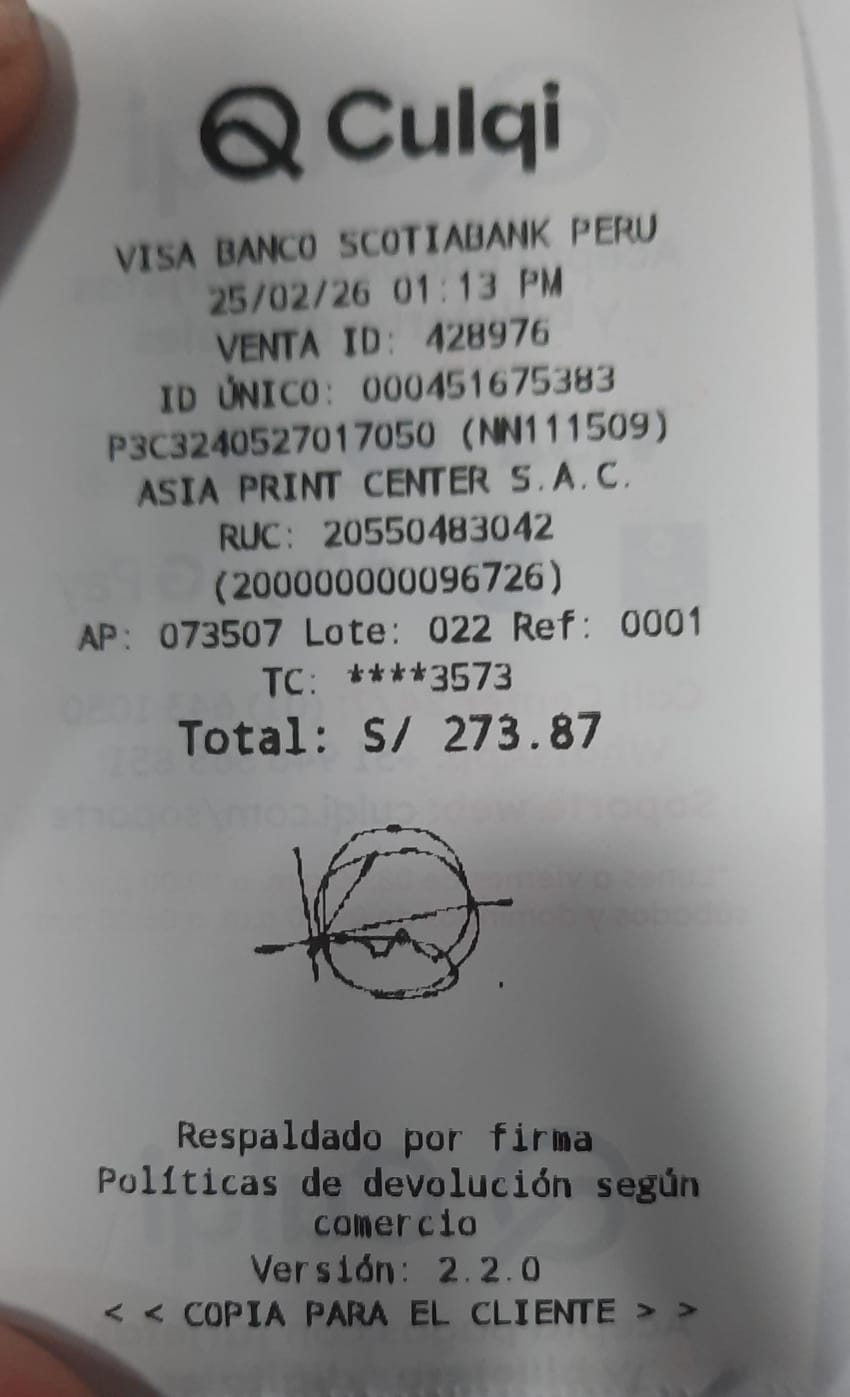 Culqi
VISA BANCO SCOTIABANK PERU
25/02/26 01:13 PM
VENTA ID: 428976
ID ÚNICO: 000451675383
P3C3240527017050 (NN111509)
ASIA PRINT CENTER S.A.C.
RUC: 20550483042
(200000000096726)
AP: 073507 Lote: 022 Ref: 0001
TC: ****3573
Total: S/ 273.87
Respaldado por firma
Políticas de devolución según
comercio
Versión: 2.2.0
< < COPIA PARA EL CLIENTE > >